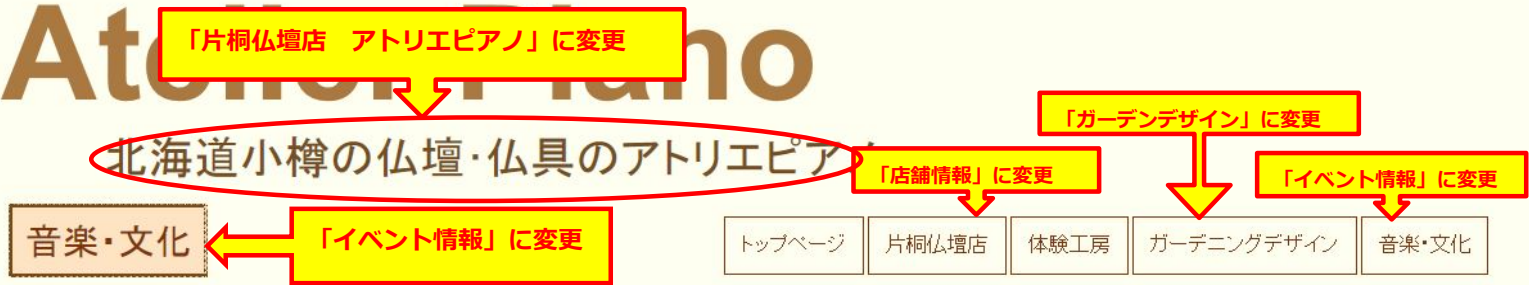 Atelier Piano
「片桐仏壇店　アトリエピアノ」に変更
「ガーデンデザイン」に変更
北海道小樽の仏壇・仏具のアトリエピアノ
「店舗情報」に変更
「イベント情報」に変更
音楽・文化
「イベント情報」に変更
トップページ
片桐仏壇店
体験工房
ガーデニングデザイン
音楽・文化